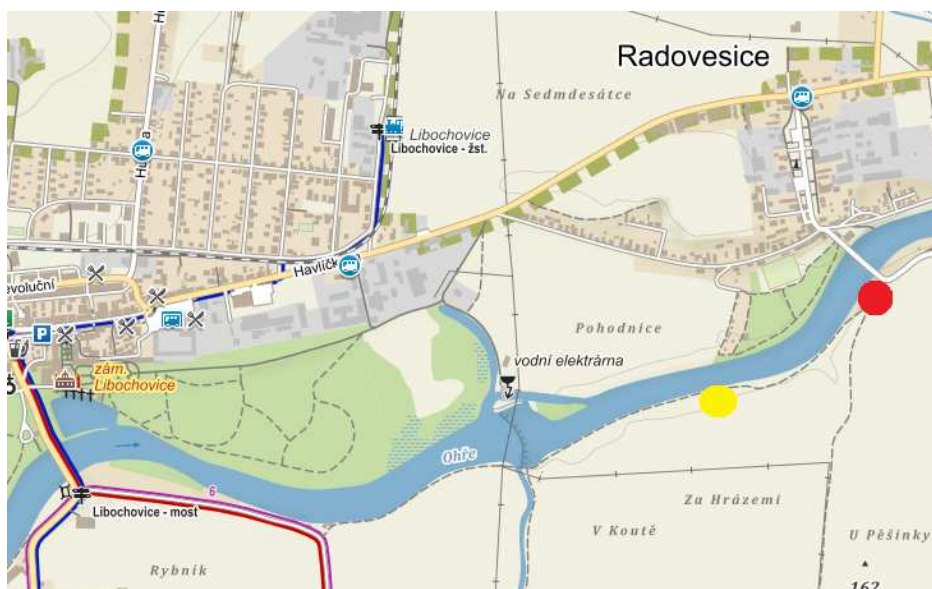 Radovesice
Na Sedmdesátce
Libochovice
Libochovice - žst.
Havlíčk
evoluční
P
Pohodnice
vodní elektrárna
zám.
Libochovice
Ohře
6
Libochovice - most
Za Hrázemi
V Koutě
U Pěšinky
Rybník
162